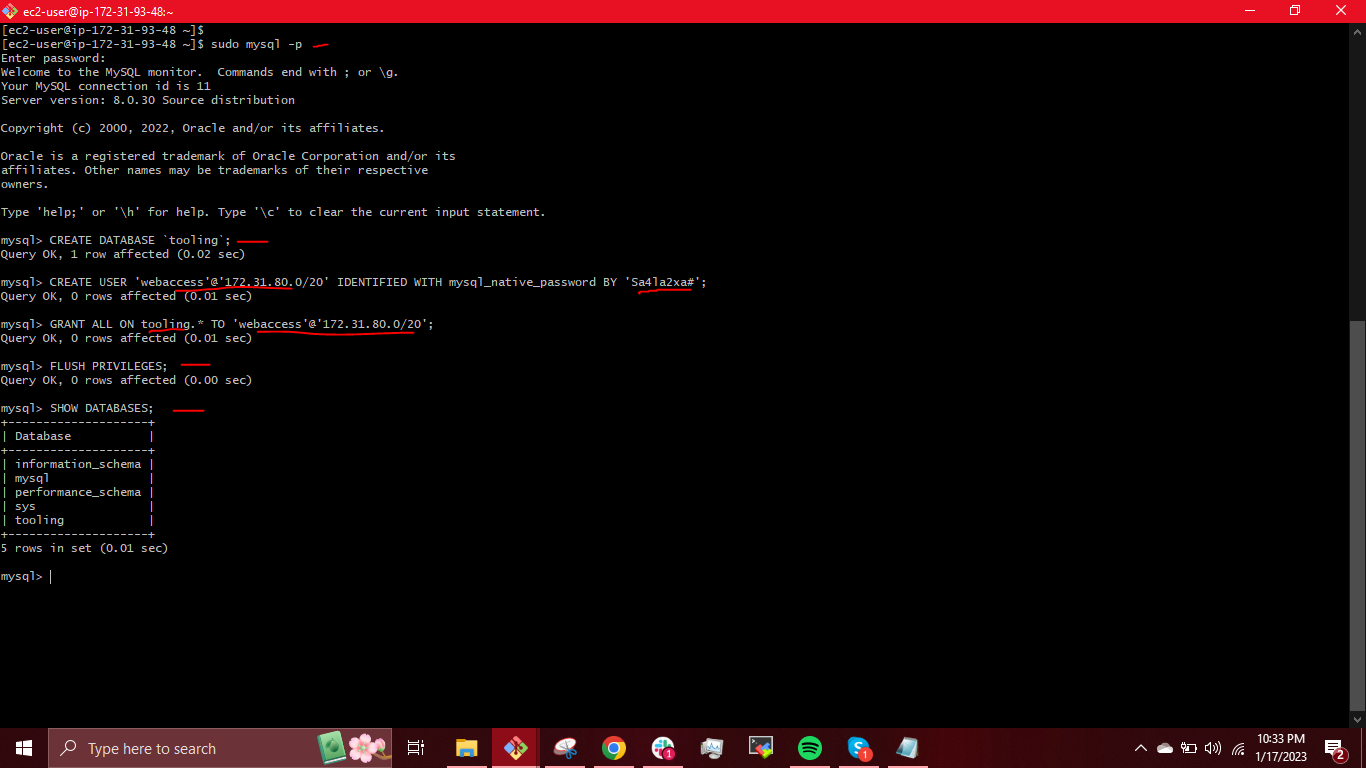 ec2-user@ip-172-31-93-48:~
[ec2-user@ip-172-31-93-48 ~]$
[ec2-user@ip-172-31-93-48 ~]$ sudo mysql -p
Enter password:
Welcome to the MySQL monitor.  Commands end with ; or \g.
Your MySQL connection id is 11
Server version: 8.0.30 Source distribution
Copyright (c) 2000, 2022, Oracle and/or its affiliates.
Oracle is a registered trademark of Oracle Corporation and/or its
affiliates. Other names may be trademarks of their respective
owners.
Type 'help;' or '\h' for help. Type '\c' to clear the current input statement.
mysql> CREATE DATABASE `tooling`;
Query OK, 1 row affected (0.02 sec)
mysql> CREATE USER 'webaccess'@'172.31.80.0/20' IDENTIFIED WITH mysql_native_password BY 'Sa4la2xa#';
Query OK, 0 rows affected (0.01 sec)
mysql> GRANT ALL ON tooling.* TO 'webaccess'@'172.31.80.0/20';
Query OK, 0 rows affected (0.01 sec)
mysql> FLUSH PRIVILEGES;
Query OK, 0 rows affected (0.00 sec)
mysql> SHOW DATABASES;
+--------------------+
| Database           |
+--------------------+
| information_schema |
| mysql              |
| performance_schema |
| sys                |
| tooling            |
+--------------------+
5 rows in set (0.01 sec)
mysql>
Type here to search
1
1
10:33 PM
1/17/2023
2